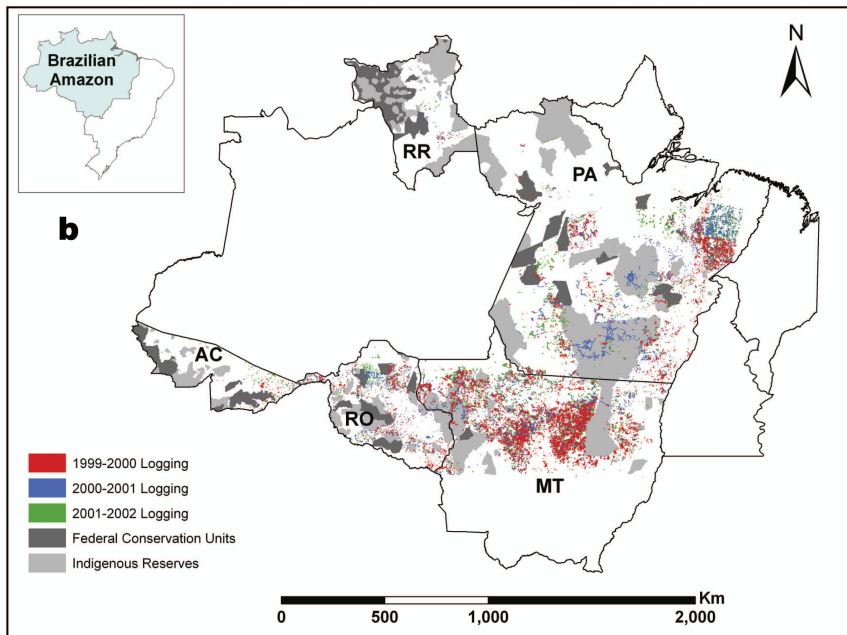 Brazilian
Amazon
N
b
RR
PA
AC
RO
MT
1999-2000 Logging
2000-2001 Logging
2001-2002 Logging
Federal Conservation Units
Indigenous Reserves
Km
0 500 1,000 2,000